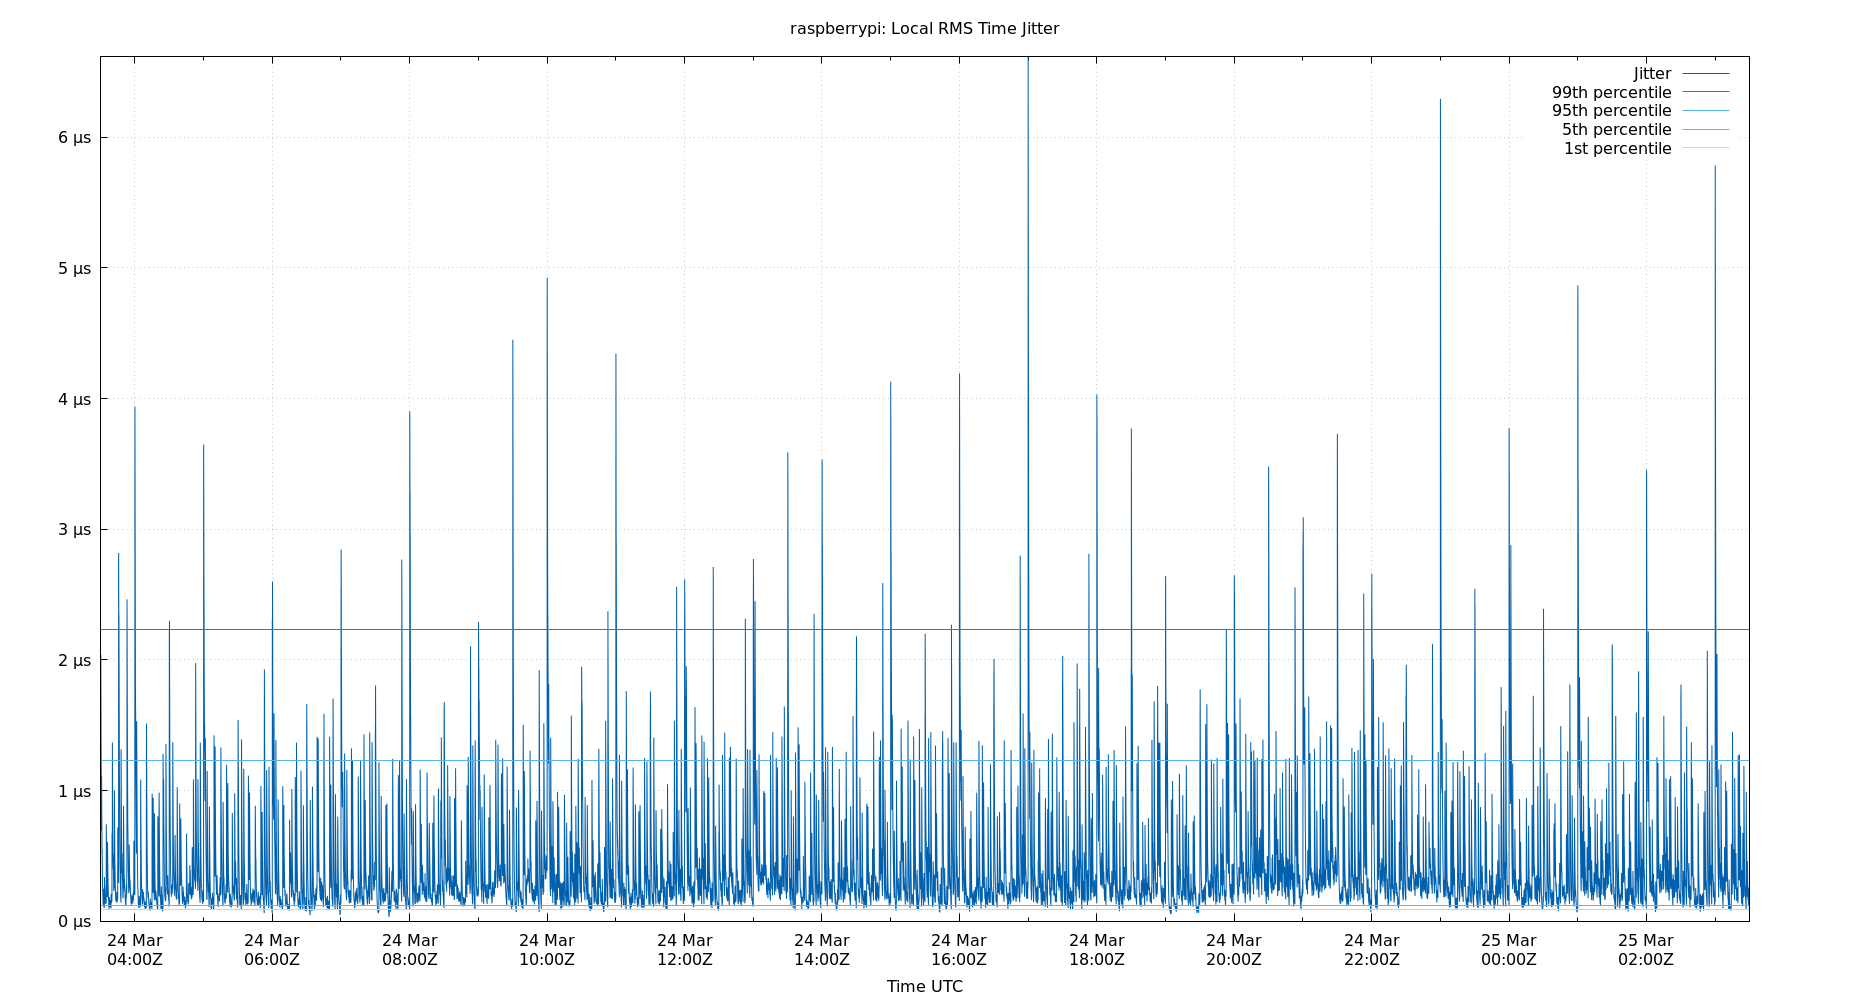 raspberrypi: Local RMS Time Jitter
Jitter
99th percentile
95th percentile
5th percentile
1st percentile
6 µs
5 µs
4 µs
3 µs
2 µs
1 µs
0 µs
24 Mar 24 Mar 24 Mar 24 Mar 24 Mar 24 Mar 24 Mar 24 Mar 24 Mar 24 Mar 25 Mar 25 Mar
04:00Z 06:00Z 08:00Z 10:00Z 12:00Z 14:00Z 16:00Z 18:00Z 20:00Z 22:00Z 00:00Z 02:00Z
Time UTC